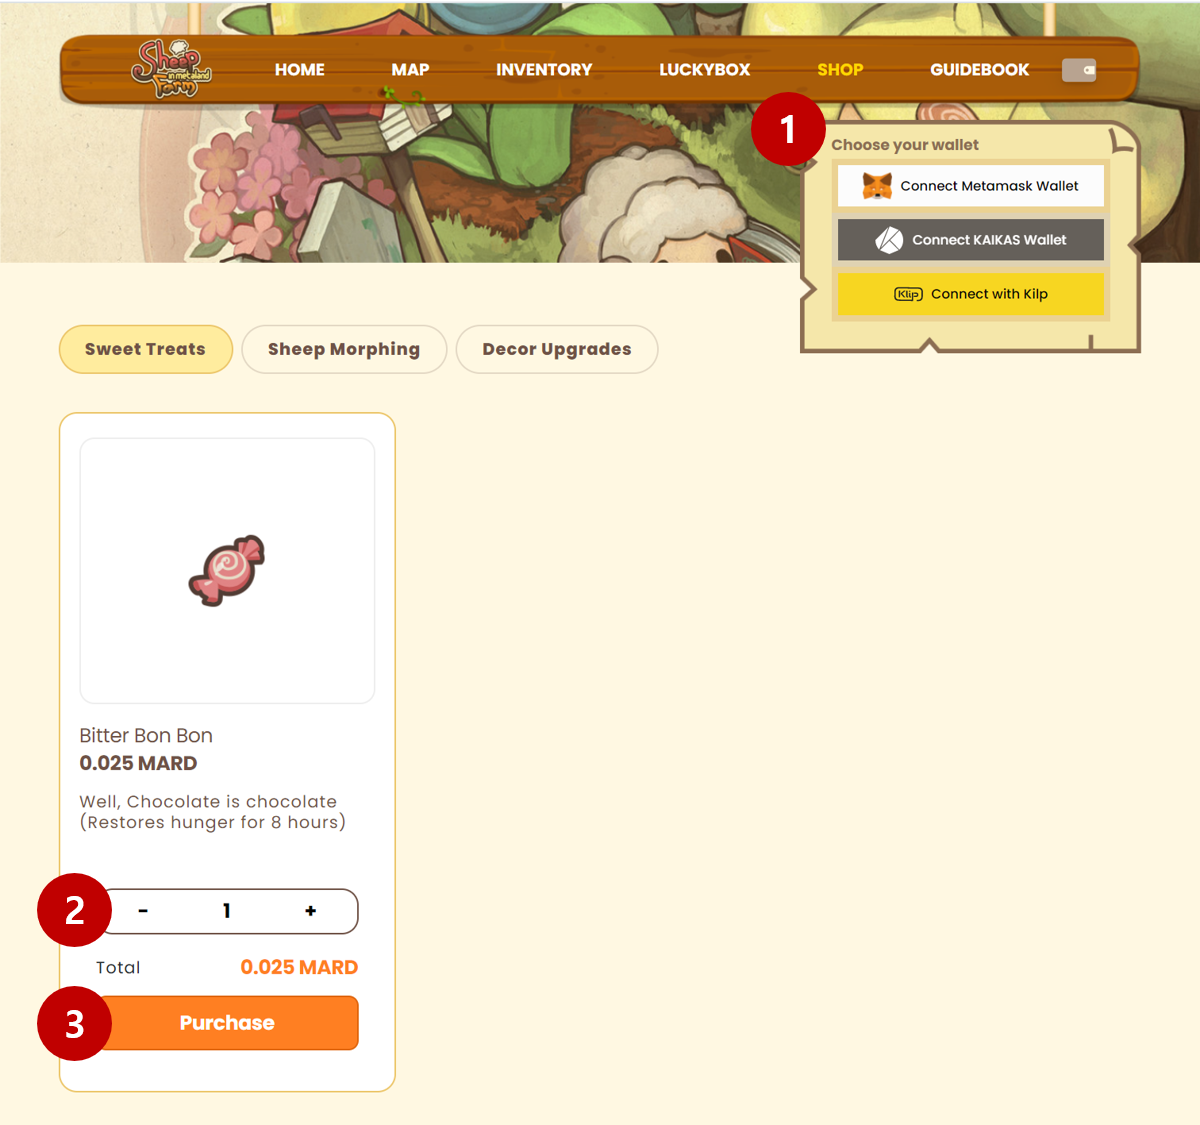 Sheep
in metaland
Farm
HOME
MAP
INVENTORY
LUCKYBOX
SHOP
GUIDEBOOK
1
Choose your wallet
Connect Metamask Wallet
Connect KAIKAS Wallet
Klip Connect with Kilp
Sweet Treats
Sheep Morphing
Decor Upgrades
Bitter Bon Bon
0.025 MARD
Well, Chocolate is chocolate
(Restores hunger for 8 hours)
2
- 1 +
Total 0.025 MARD
3
Purchase